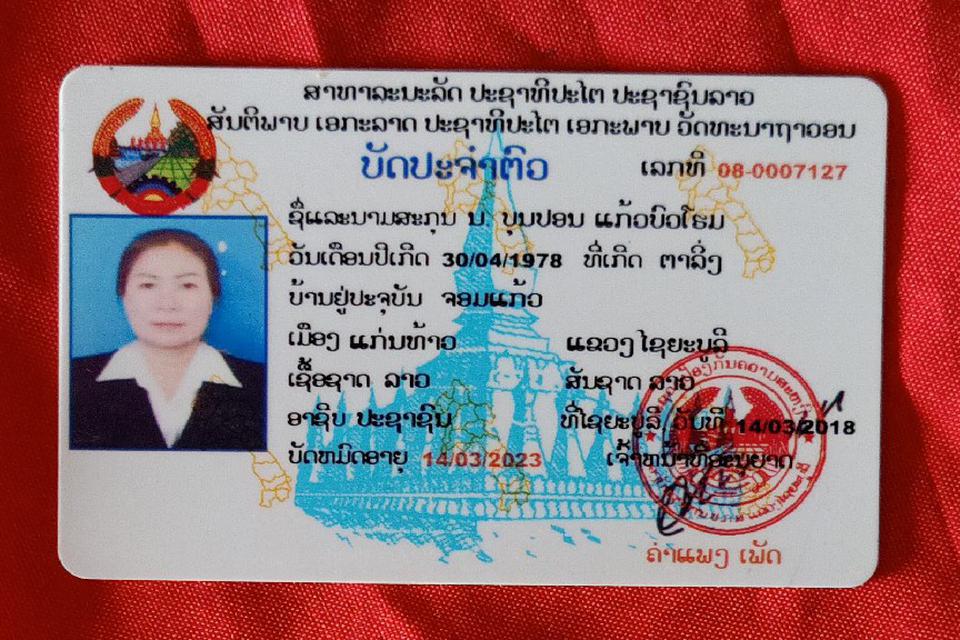 ສາທາລະນະລັດ ປະຊາທິປະໄຕ ປະຊາຊົນລາວ
ສັນຕິພາບ ເອກະລາດ ປະຊາທິປະໄຕ ເອກະພາບ ວັດທະນາຖາວອນ
ບັດປະຈຳຕົວ
ເລກທີ 08-0007127
ຊື່ແລະນາມສະກຸນ ນ. ບຸນປອນ ແກ້ວບົວໂຮມ
ວັນເດືອນປີເກີດ 30/04/1978 ທີ່ເກີດ ຕາລິ່ງ
ບ້ານຢູ່ປະຈຸບັນ ຈອມແກ້ວ
ເມືອງ ແກ່ນທ້າວ ແຂວງ ໄຊຍະບູລີ
ເຊື້ອຊາດ ລາວ ສັນຊາດ ລາວ
ອາຊີບ ປະຊາຊົນ ທີ່ໄຊຍະບູລີ/ວັນທີ 14/03/2018
ບັດຫມົດອາຍຸ 14/03/2023 ເຈົ້າຫນ້າທີ່ອະນຸຍາດ
ຄຳແພງ ເພັດ